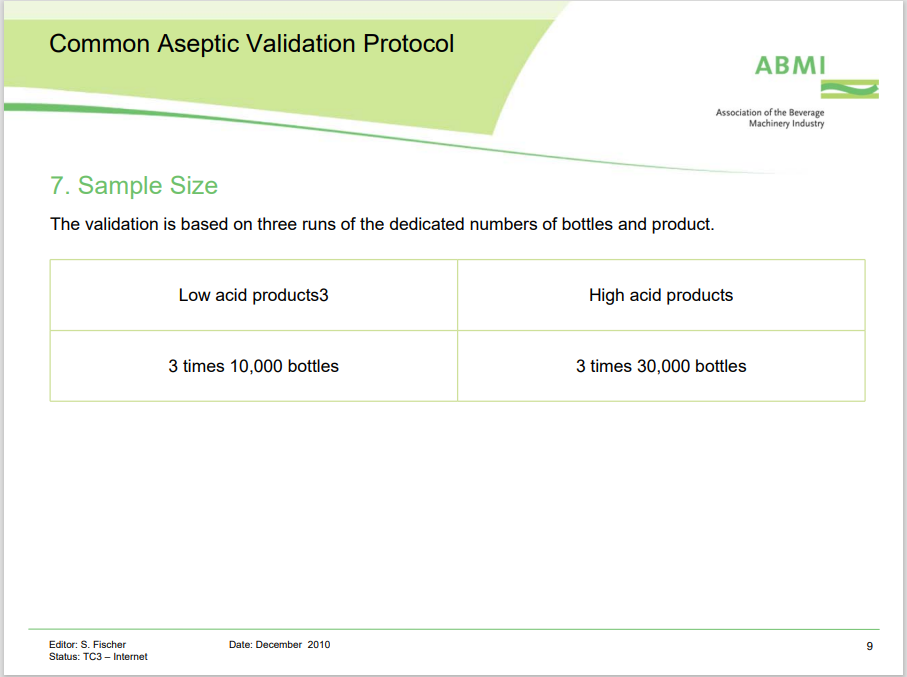 Common Aseptic Validation Protocol
ABMI
Association of the Beverage
Machinery Industry
7. Sample Size
The validation is based on three runs of the dedicated numbers of bottles and product.
Low acid products3
High acid products
3 times 10,000 bottles
3 times 30,000 bottles
Editor: S. Fischer
Date: December 2010
9
Status: TC3 – Internet